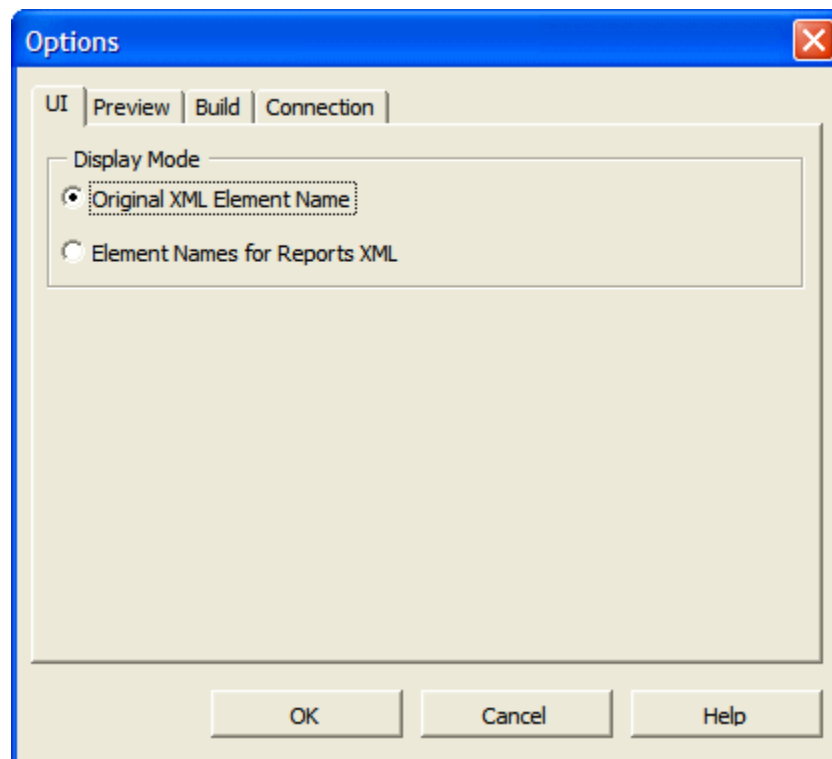 Options
UI Preview Build Connection
Display Mode
Original XML Element Name
Element Names for Reports XML
OK Cancel Help